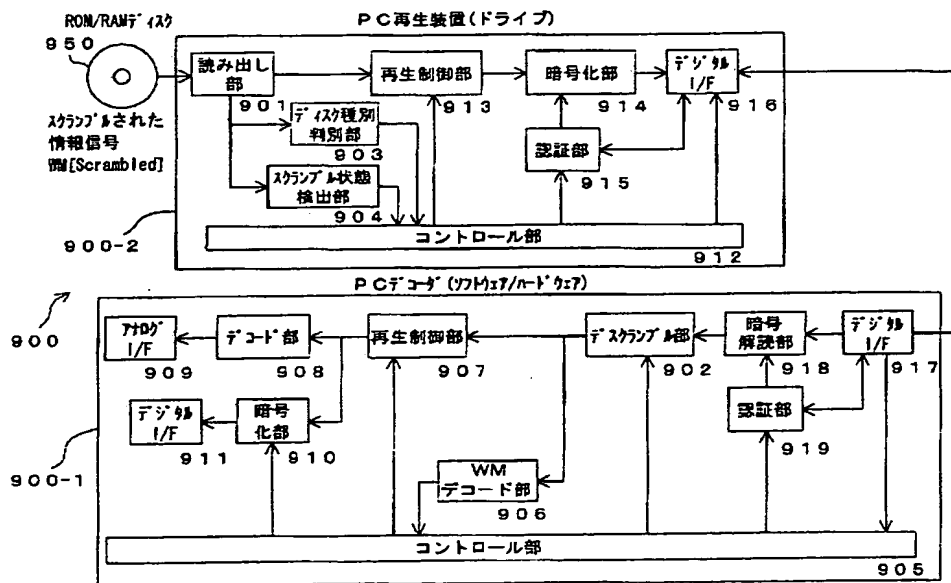 ROM/RAMディスク
950
スクランブルされた
情報信号
WM[Scrambled]
PC再生装置(ドライブ)
読み出し
部
901
再生制御部
913
暗号化部
914
デジタル
I/F
916
ディスク種別
判別部
903
認証部
915
スクランブル状態
検出部
904
コントロール部
912
900-2
PCデコーダ(ソフトウェア/ハードウェア)
900
アナログ
I/F
909
デコード部
908
再生制御部
907
デスクランブル部
902
暗号
解読部
918
デジタル
I/F
917
デジタル
I/F
911
暗号
化部
910
認証部
919
WM
デコード部
906
900-1
コントロール部
905